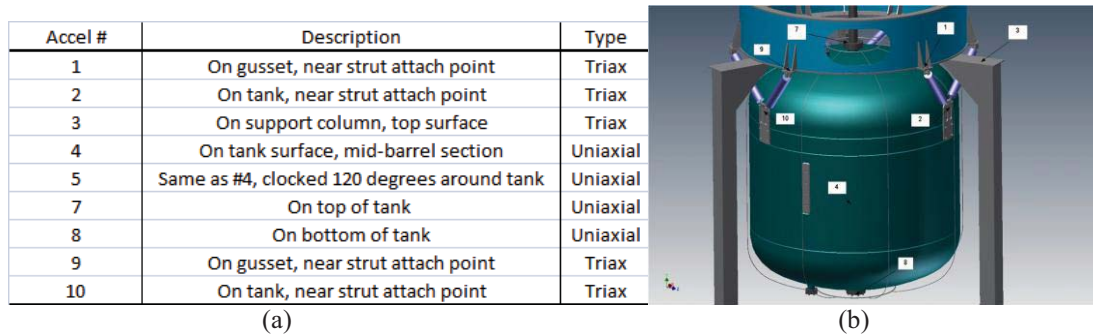 Accel # Description Type
1 On gusset, near strut attach point Triax
2 On tank, near strut attach point Triax
3 On support column, top surface Triax
4 On tank surface, mid-barrel section Uniaxial
5 Same as #4, clocked 120 degrees around tank Uniaxial
7 On top of tank Uniaxial
8 On bottom of tank Uniaxial
9 On gusset, near strut attach point Triax
10 On tank, near strut attach point Triax
(a)
7
1
3
9
10
2
4
8
(b)